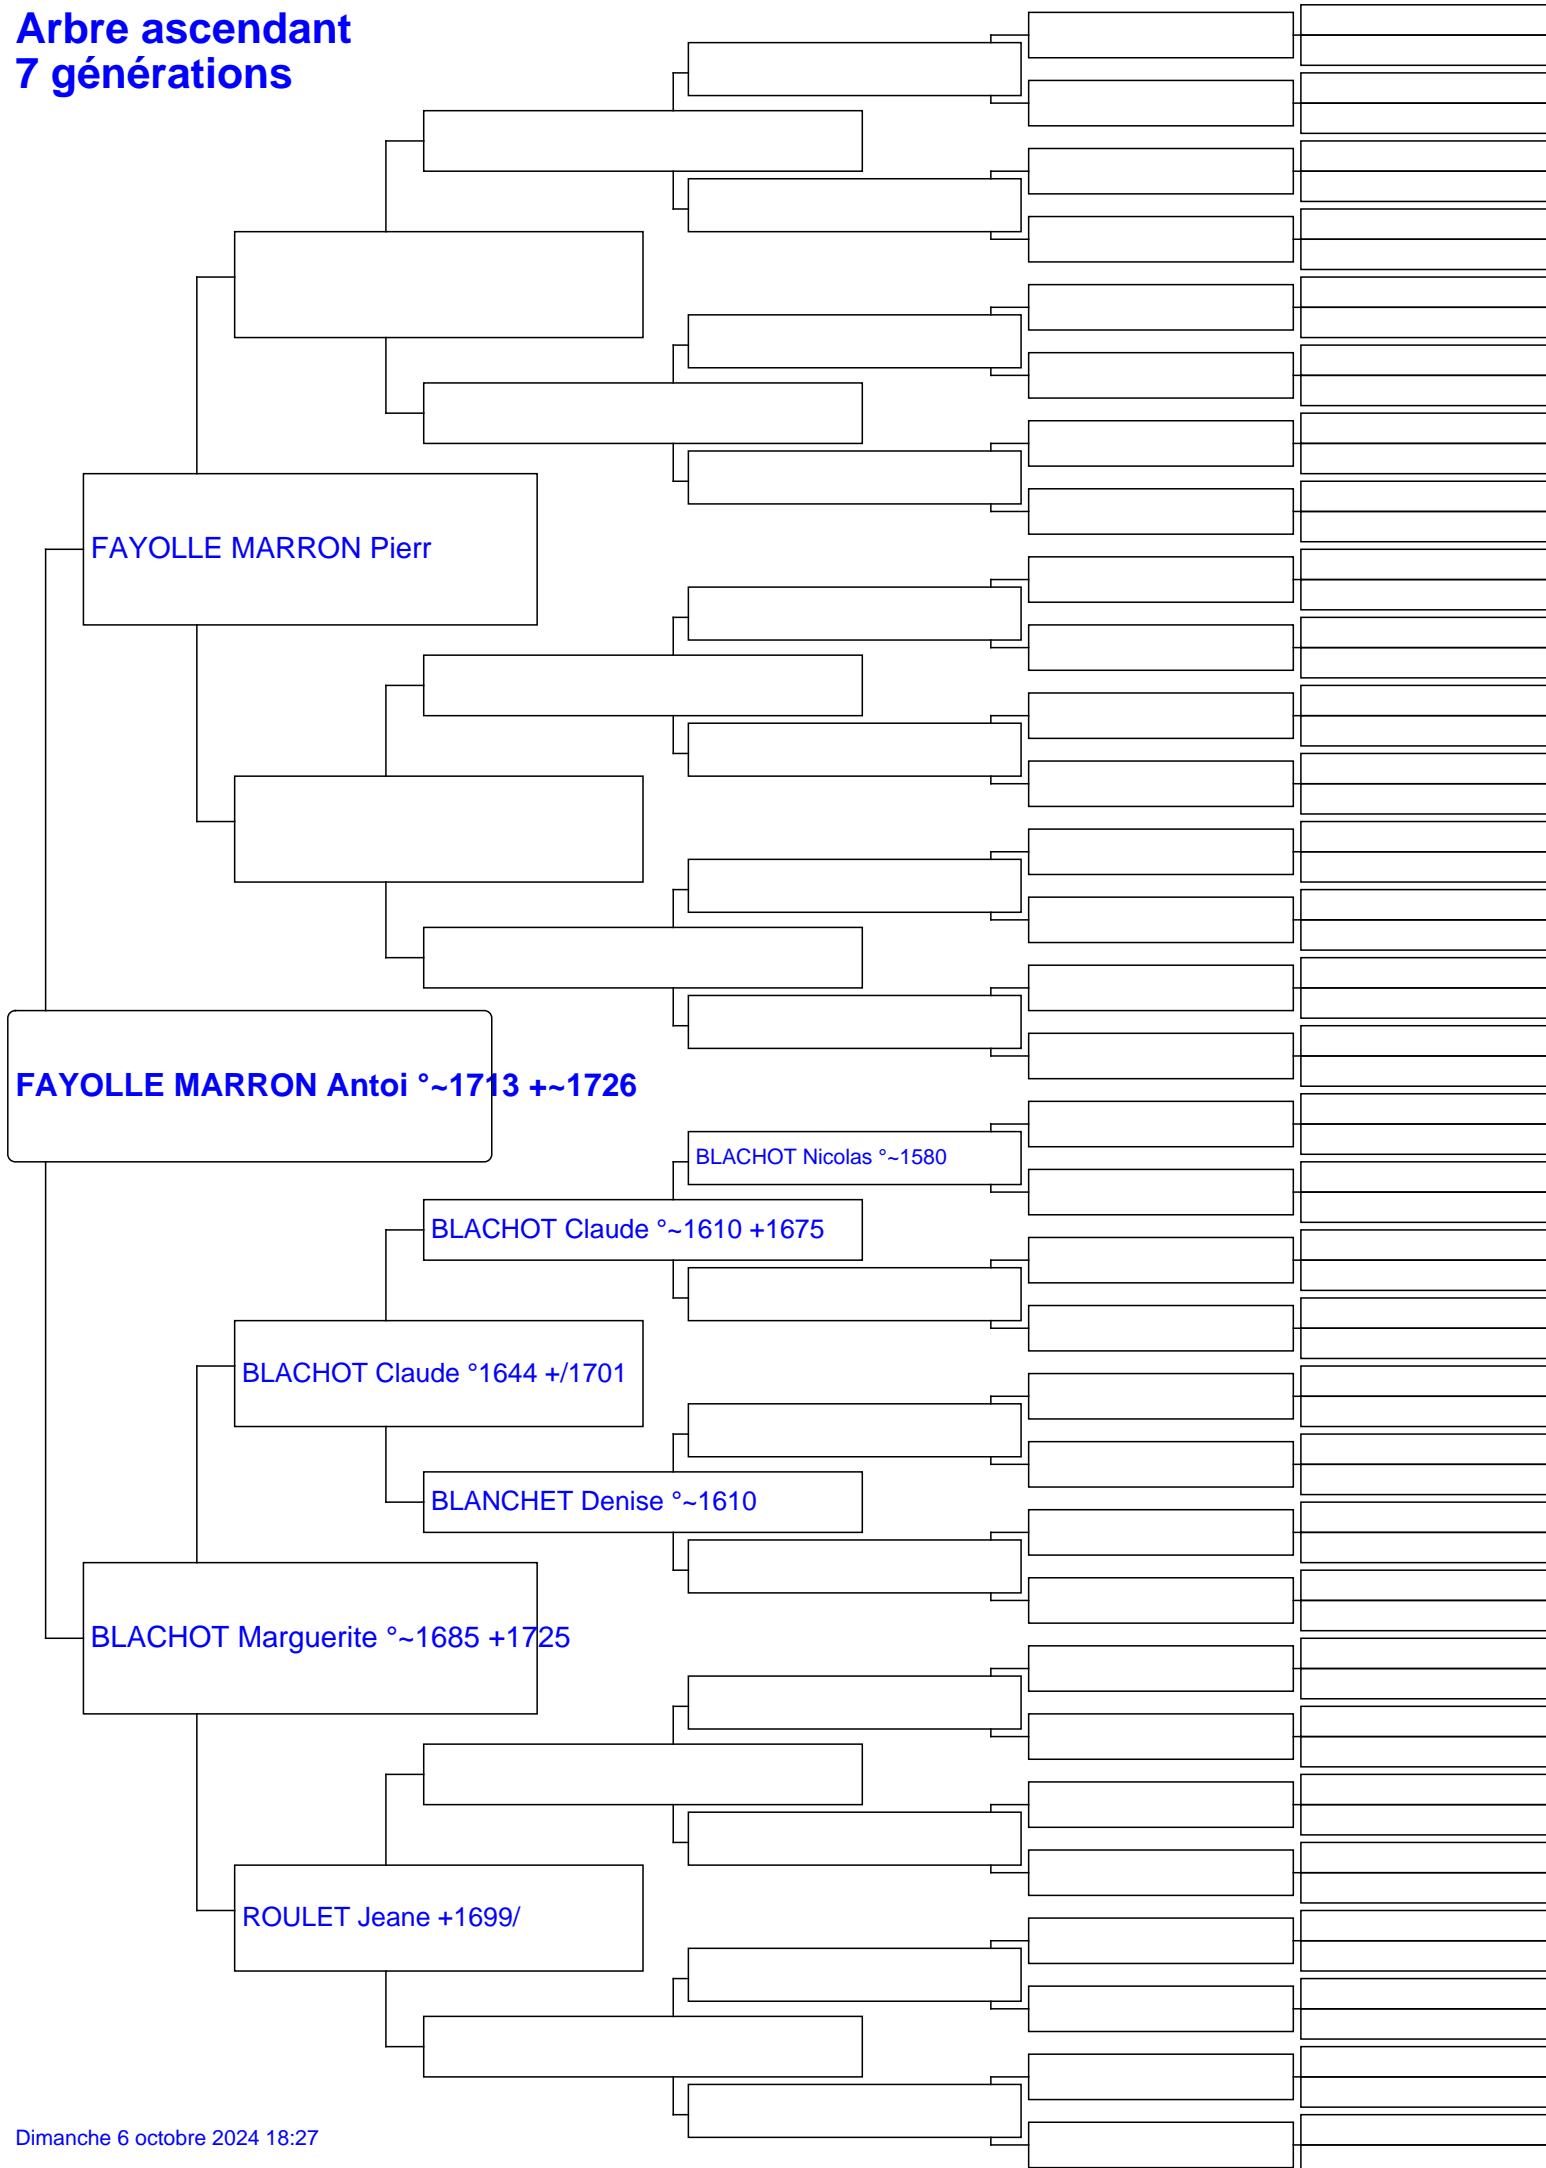 Arbre ascendant
7 générations
FAYOLLE MARRON Pierr
FAYOLLE MARRON Antoi °~1713 +~1726
BLACHOT Nicolas °~1580
BLACHOT Claude °~1610 +1675
BLACHOT Claude °1644 +/1701
BLANCHET Denise °~1610
BLACHOT Marguerite °~1685 +1725
ROULET Jeane +1699/
Dimanche 6 octobre 2024 18:27